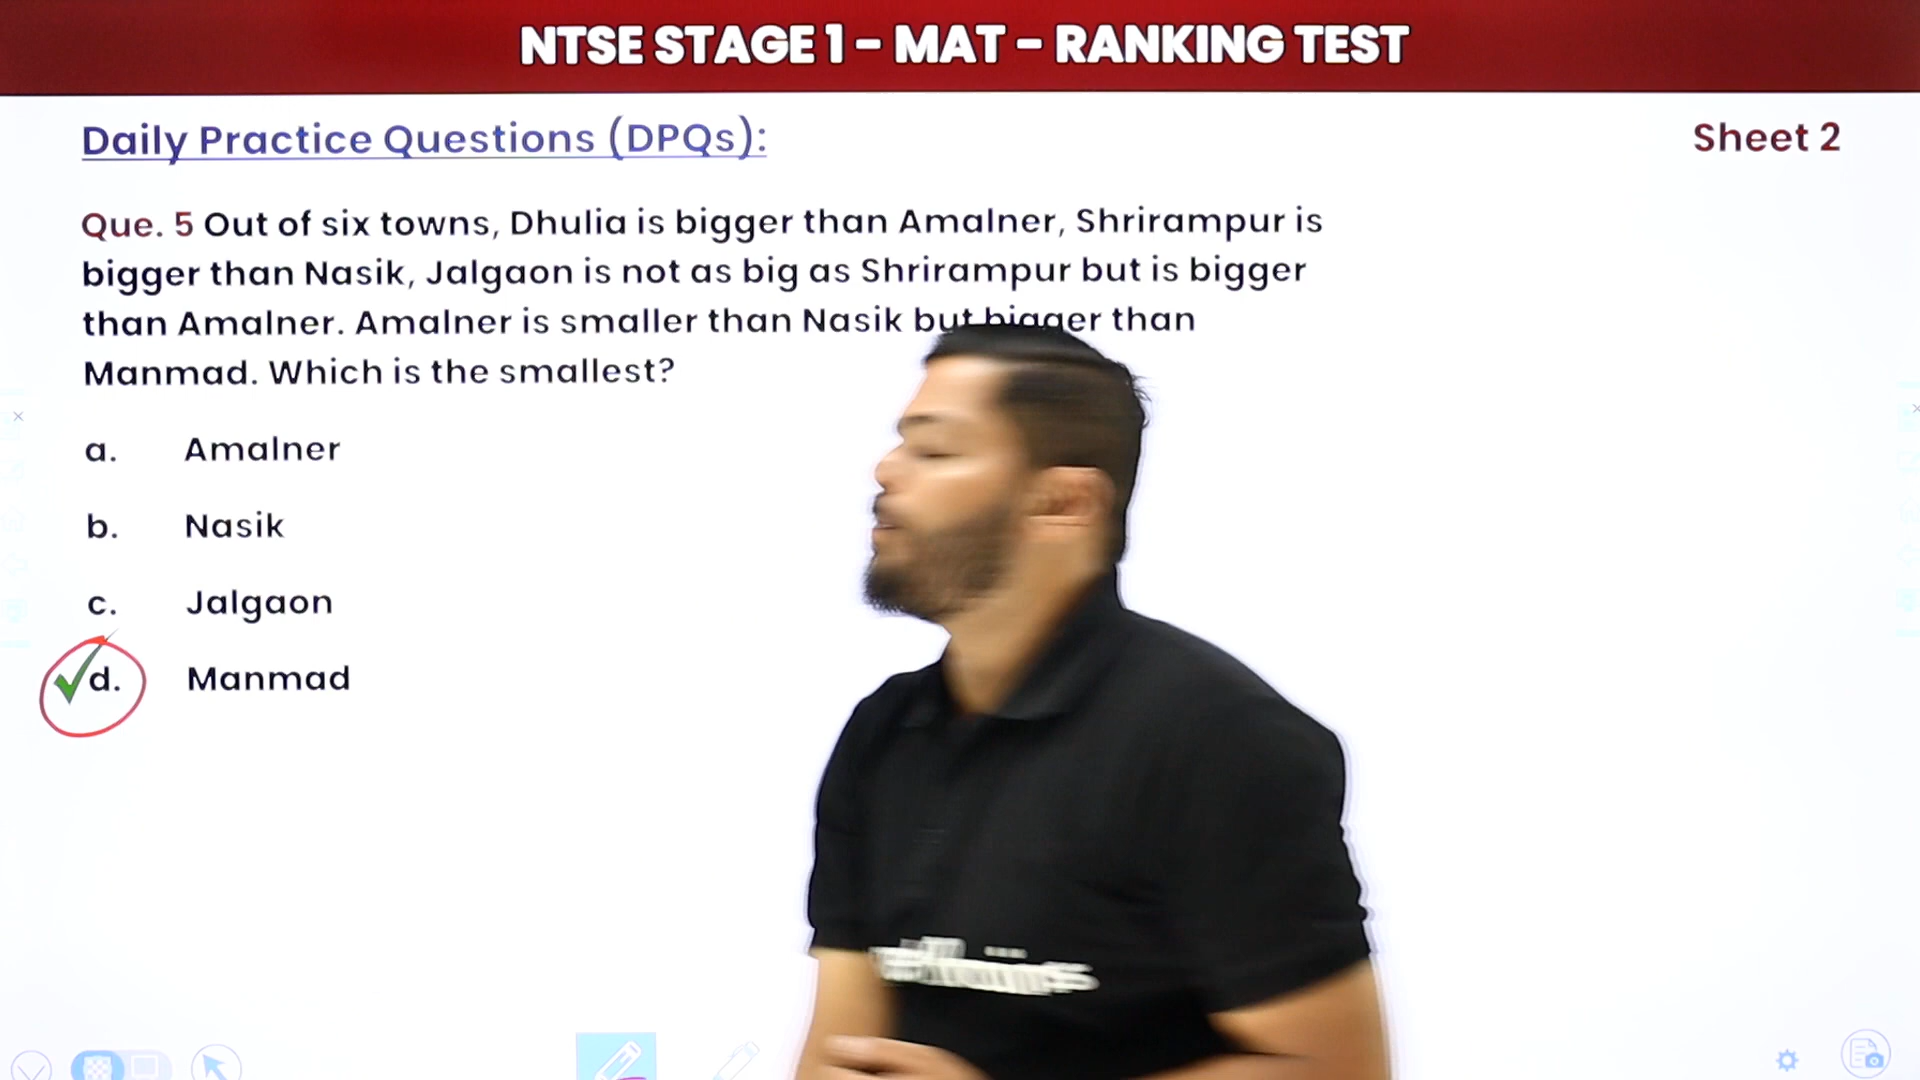 NTSE STAGE 1 – MAT – RANKING TEST
Daily Practice Questions (DPQs):
Sheet 2
Que. 5 Out of six towns, Dhulia is bigger than Amalner, Shrirampur is
bigger than Nasik, Jalgaon is not as big as Shrirampur but is bigger
than Amalner. Amalner is smaller than Nasik but bigger than
Manmad. Which is the smallest?
a. Amalner
b. Nasik
c. Jalgaon
d. Manmad